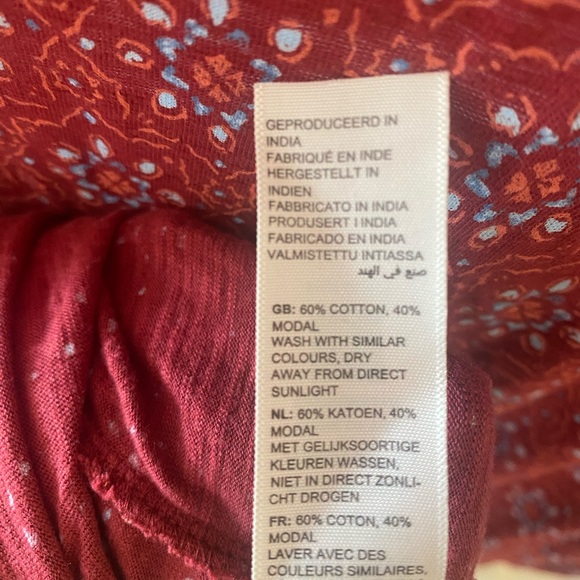 GEPRODUCEERD IN
INDIA
FABRIQUÉ EN INDE
HERGESTELLT IN
INDIEN
FABBRICATO IN INDIA
PRODUSERT I INDIA
FABRICADO EN INDIA
VALMISTETTU INTIASSA
صنع في الهند
GB: 60% COTTON, 40%
MODAL
WASH WITH SIMILAR
COLOURS, DRY
AWAY FROM DIRECT
SUNLIGHT
NL: 60% KATOEN, 40%
MODAL
MET GELIJKSOORTIGE
KLEUREN WASSEN,
NIET IN DIRECT ZONLI-
CHT DROGEN
FR: 60% COTON, 40%
MODAL
LAVER AVEC DES
COULEURS SIMILAIRES,